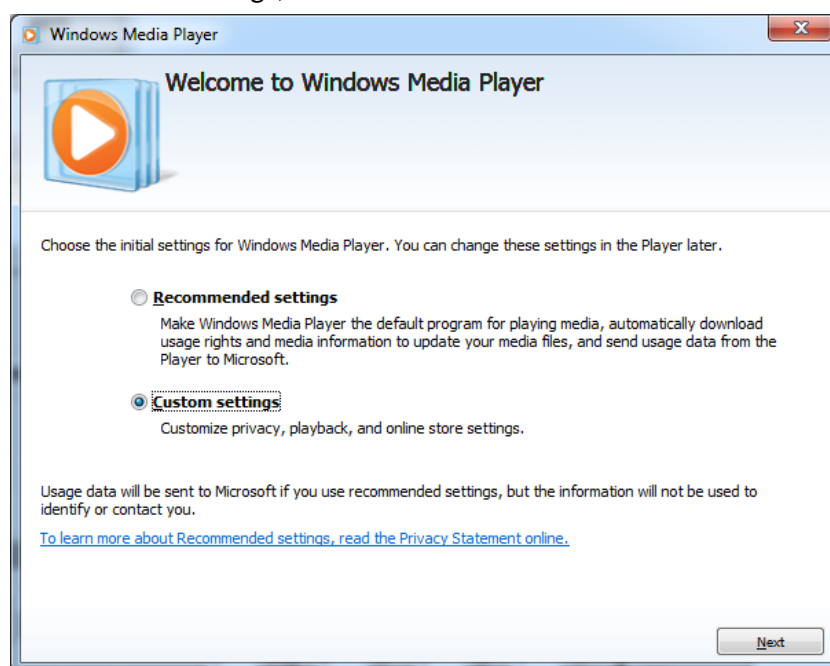 Windows Media Player
Welcome to Windows Media Player
Choose the initial settings for Windows Media Player. You can change these settings in the Player later.
Recommended settings
Make Windows Media Player the default program for playing media, automatically download
usage rights and media information to update your media files, and send usage data from the
Player to Microsoft.
Custom settings
Customize privacy, playback, and online store settings.
Usage data will be sent to Microsoft if you use recommended settings, but the information will not be used to
identify or contact you.
To learn more about Recommended settings, read the Privacy Statement online.
Next